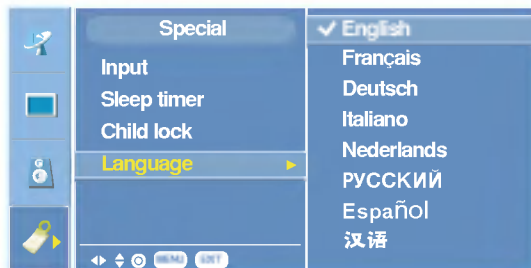 Special
Input
Sleep timer
Child lock
Language
MENU EXIT
English
Français
Deutsch
Italiano
Nederlands
РУССКИЙ
Español
汉语